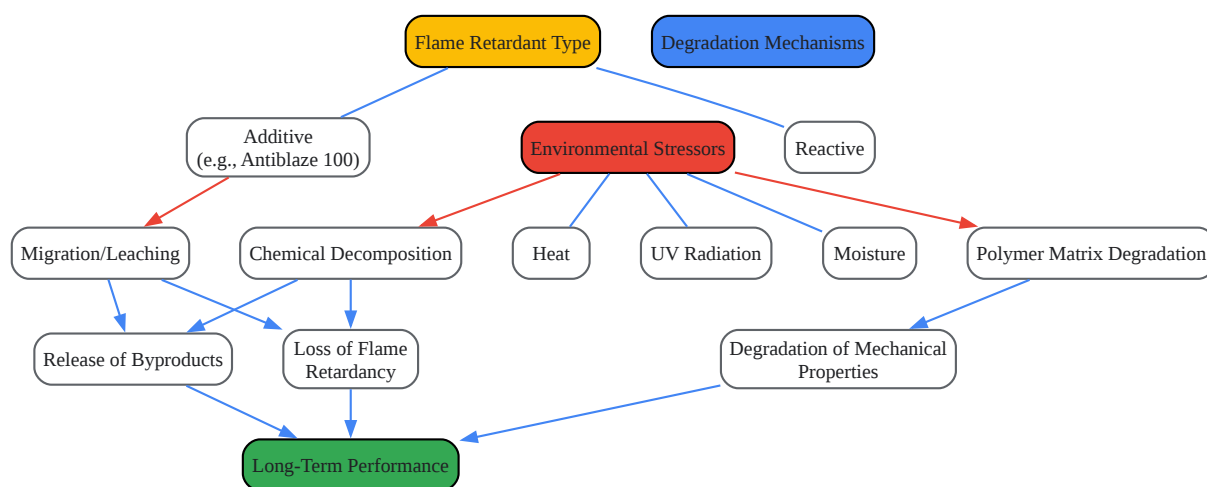 Flame Retardant Type
Degradation Mechanisms
Additive
(e.g., Antiblaze 100)
Environmental Stressors
Reactive
Migration/Leaching
Chemical Decomposition
Heat
UV Radiation
Moisture
Polymer Matrix Degradation
Release of Byproducts
Loss of Flame
Retardancy
Degradation of Mechanical
Properties
Long-Term Performance